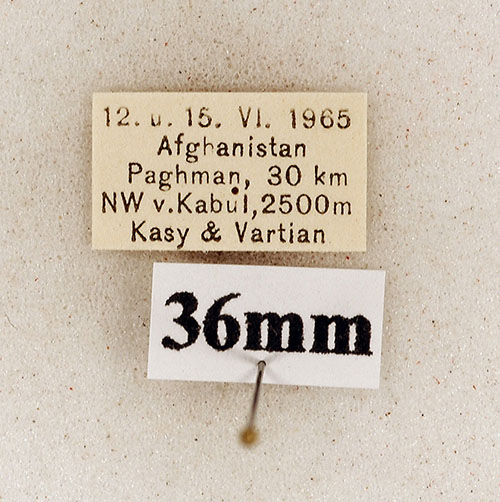 12. u. 15. VI. 1965
Afghanistan
Paghman, 30 km
NW v.Kabul,2500m
Kasy & Vartian
36mm